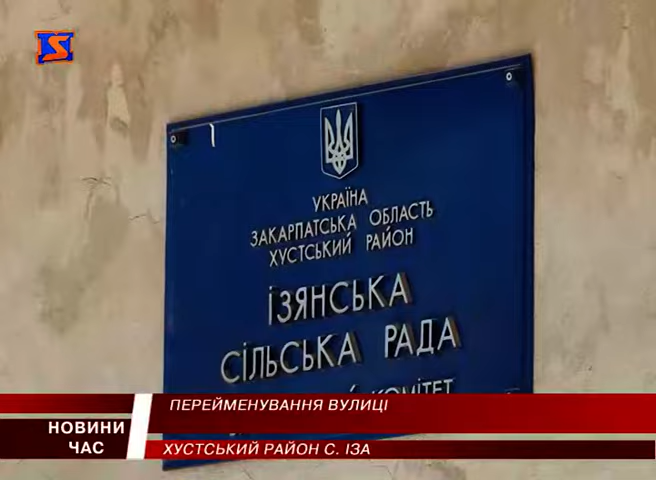 УКРАЇНА
ЗАКАРПАТСЬКА ОБЛАСТЬ
ХУСТСЬКИЙ РАЙОН
ІЗЯНСЬКА
СІЛЬСЬКА РАДА
КОМІТЕТ
ПЕРЕЙМЕНУВАННЯ ВУЛИЦІ
НОВИНИ
ЧАС
ХУСТСЬКИЙ РАЙОН С. ІЗА